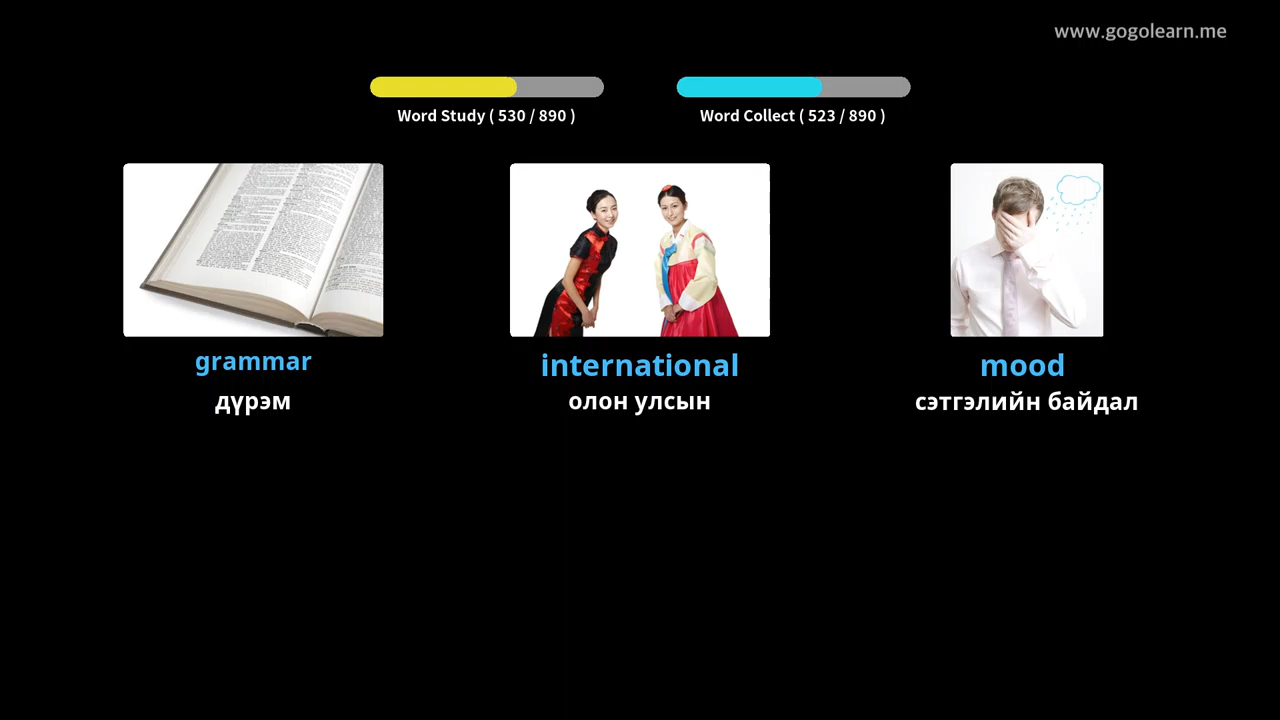 www.gogolearn.me
Word Study ( 530 / 890 )
Word Collect ( 523 / 890 )
grammar
дүрэм
international
олон улсын
mood
сэтгэлийн байдал